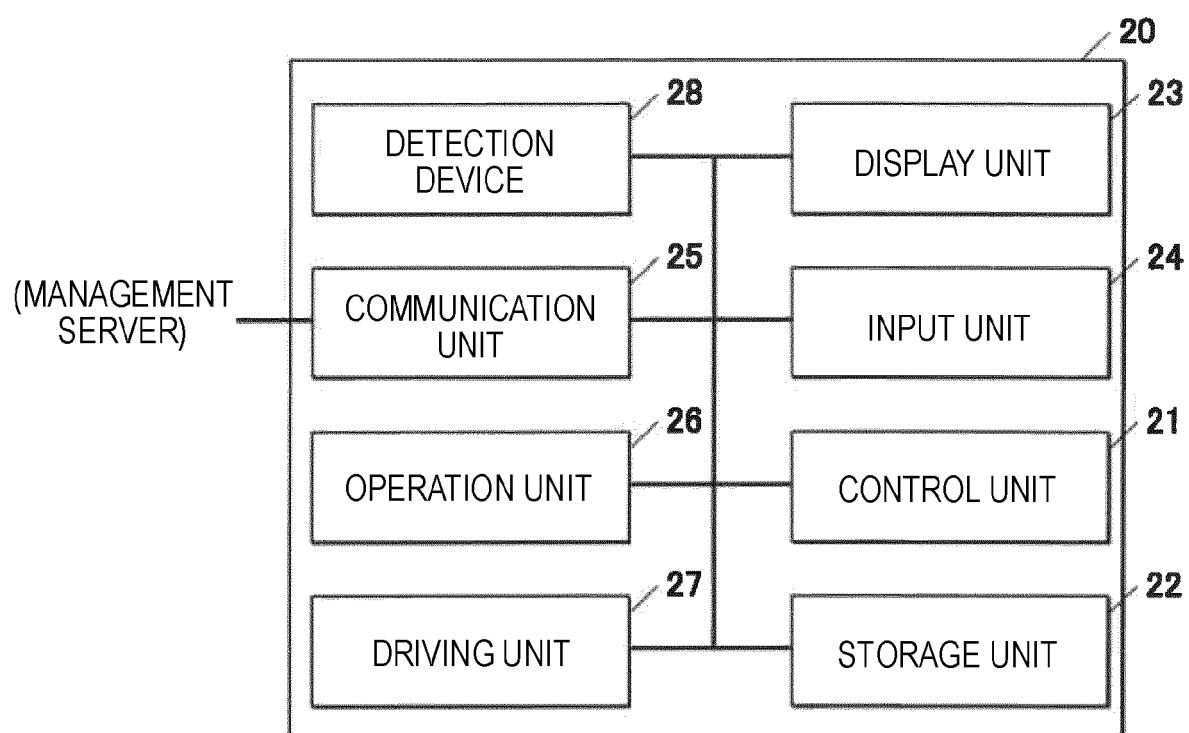 20
28
23
DETECTION
DEVICE
DISPLAY UNIT
25
24
(MANAGEMENT
SERVER)
COMMUNICATION
UNIT
INPUT UNIT
26
21
OPERATION UNIT
CONTROL UNIT
27
22
DRIVING UNIT
STORAGE UNIT